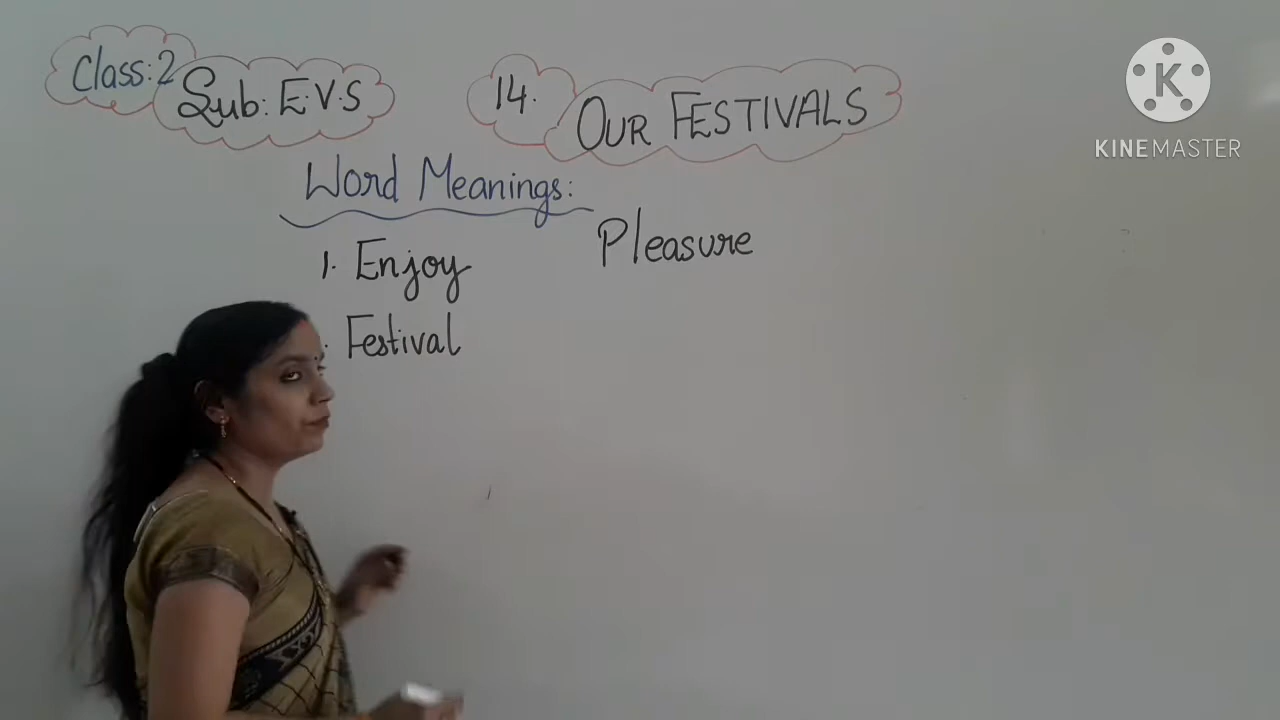 Class:2
Sub: E.V.S
14.
OUR FESTIVALS
Word Meanings:
1. Enjoy Pleasure
. Festival
K
KINEMASTER